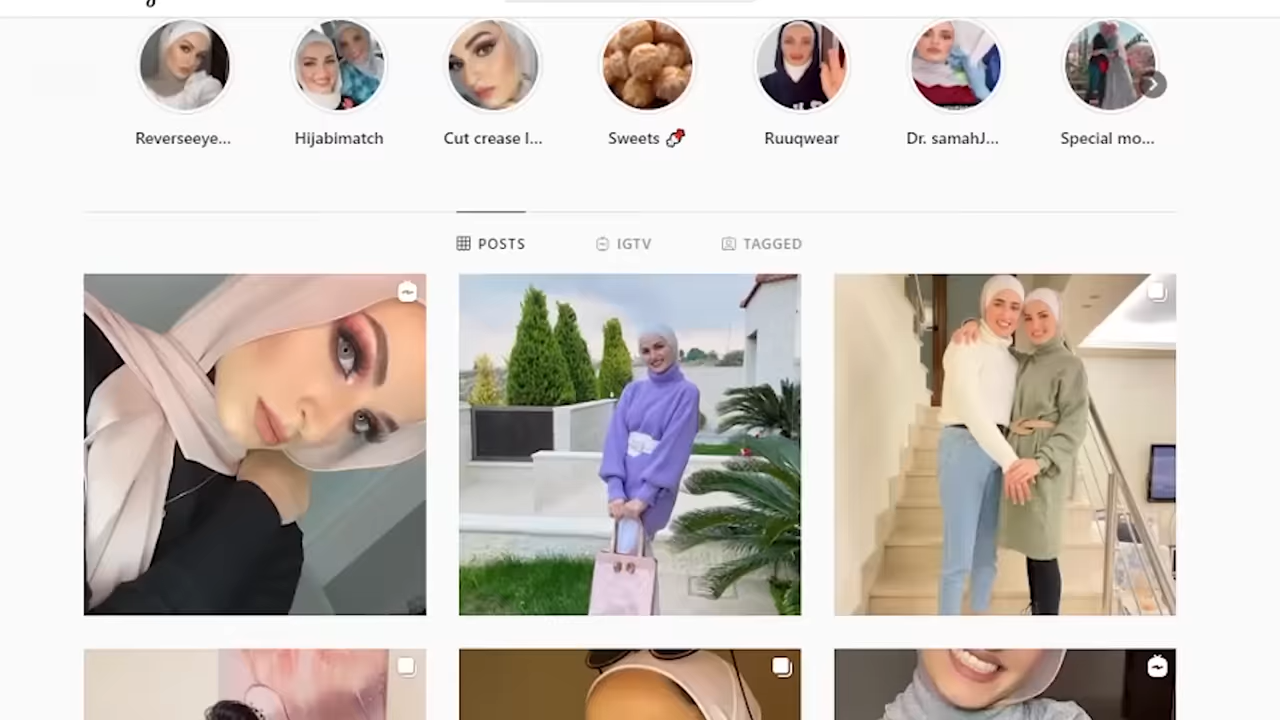 Reverseeye...
Hijabimatch
Cut crease l...
Sweets
Ruuqwear
Dr. samahJ...
Special mo...
POSTS
IGTV
TAGGED